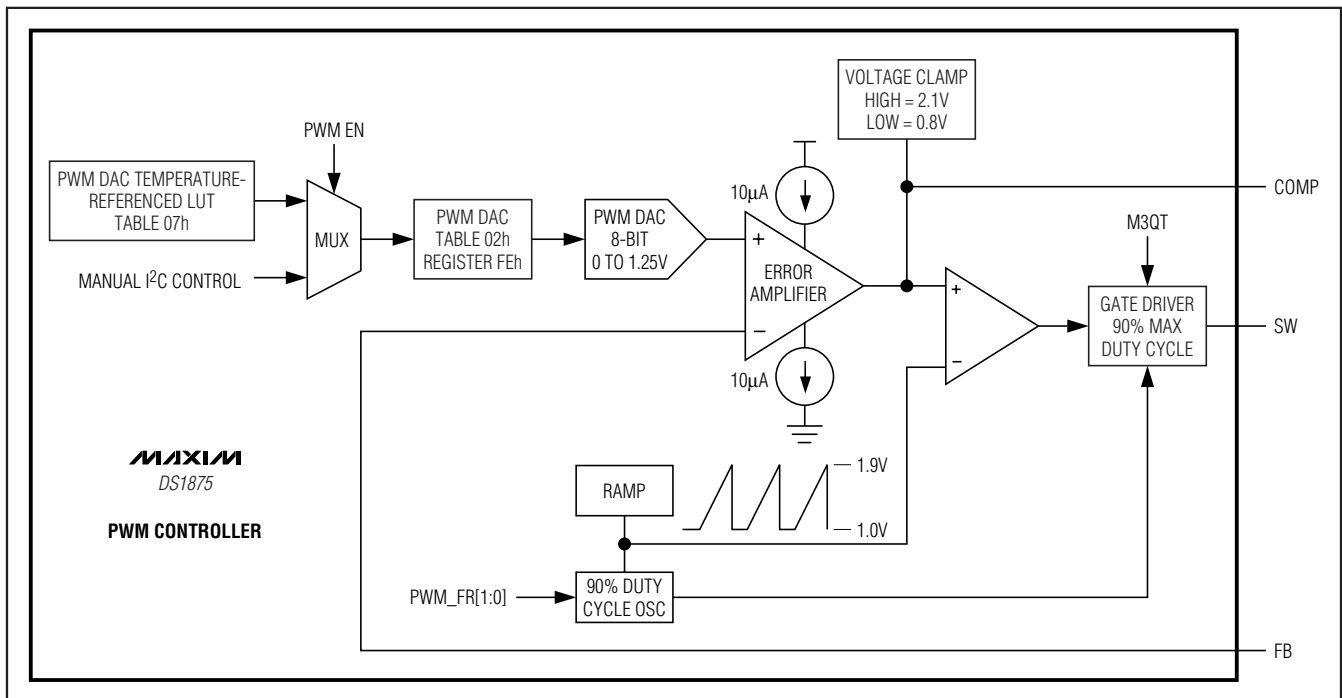 VOLTAGE CLAMP
HIGH = 2.1V
LOW = 0.8V
PWM EN
PWM DAC TEMPERATURE-
REFERENCED LUT
TABLE 07h
MUX
MANUAL I²C CONTROL
PWM DAC
TABLE 02h
REGISTER FEh
PWM DAC
8-BIT
0 TO 1.25V
10µA
+
ERROR
AMPLIFIER
−
10µA
COMP
M3QT
+
−
GATE DRIVER
90% MAX
DUTY CYCLE
SW
MAXIM
DS1875
PWM CONTROLLER
RAMP
1.9V
1.0V
PWM_FR[1:0]
90% DUTY
CYCLE OSC
FB